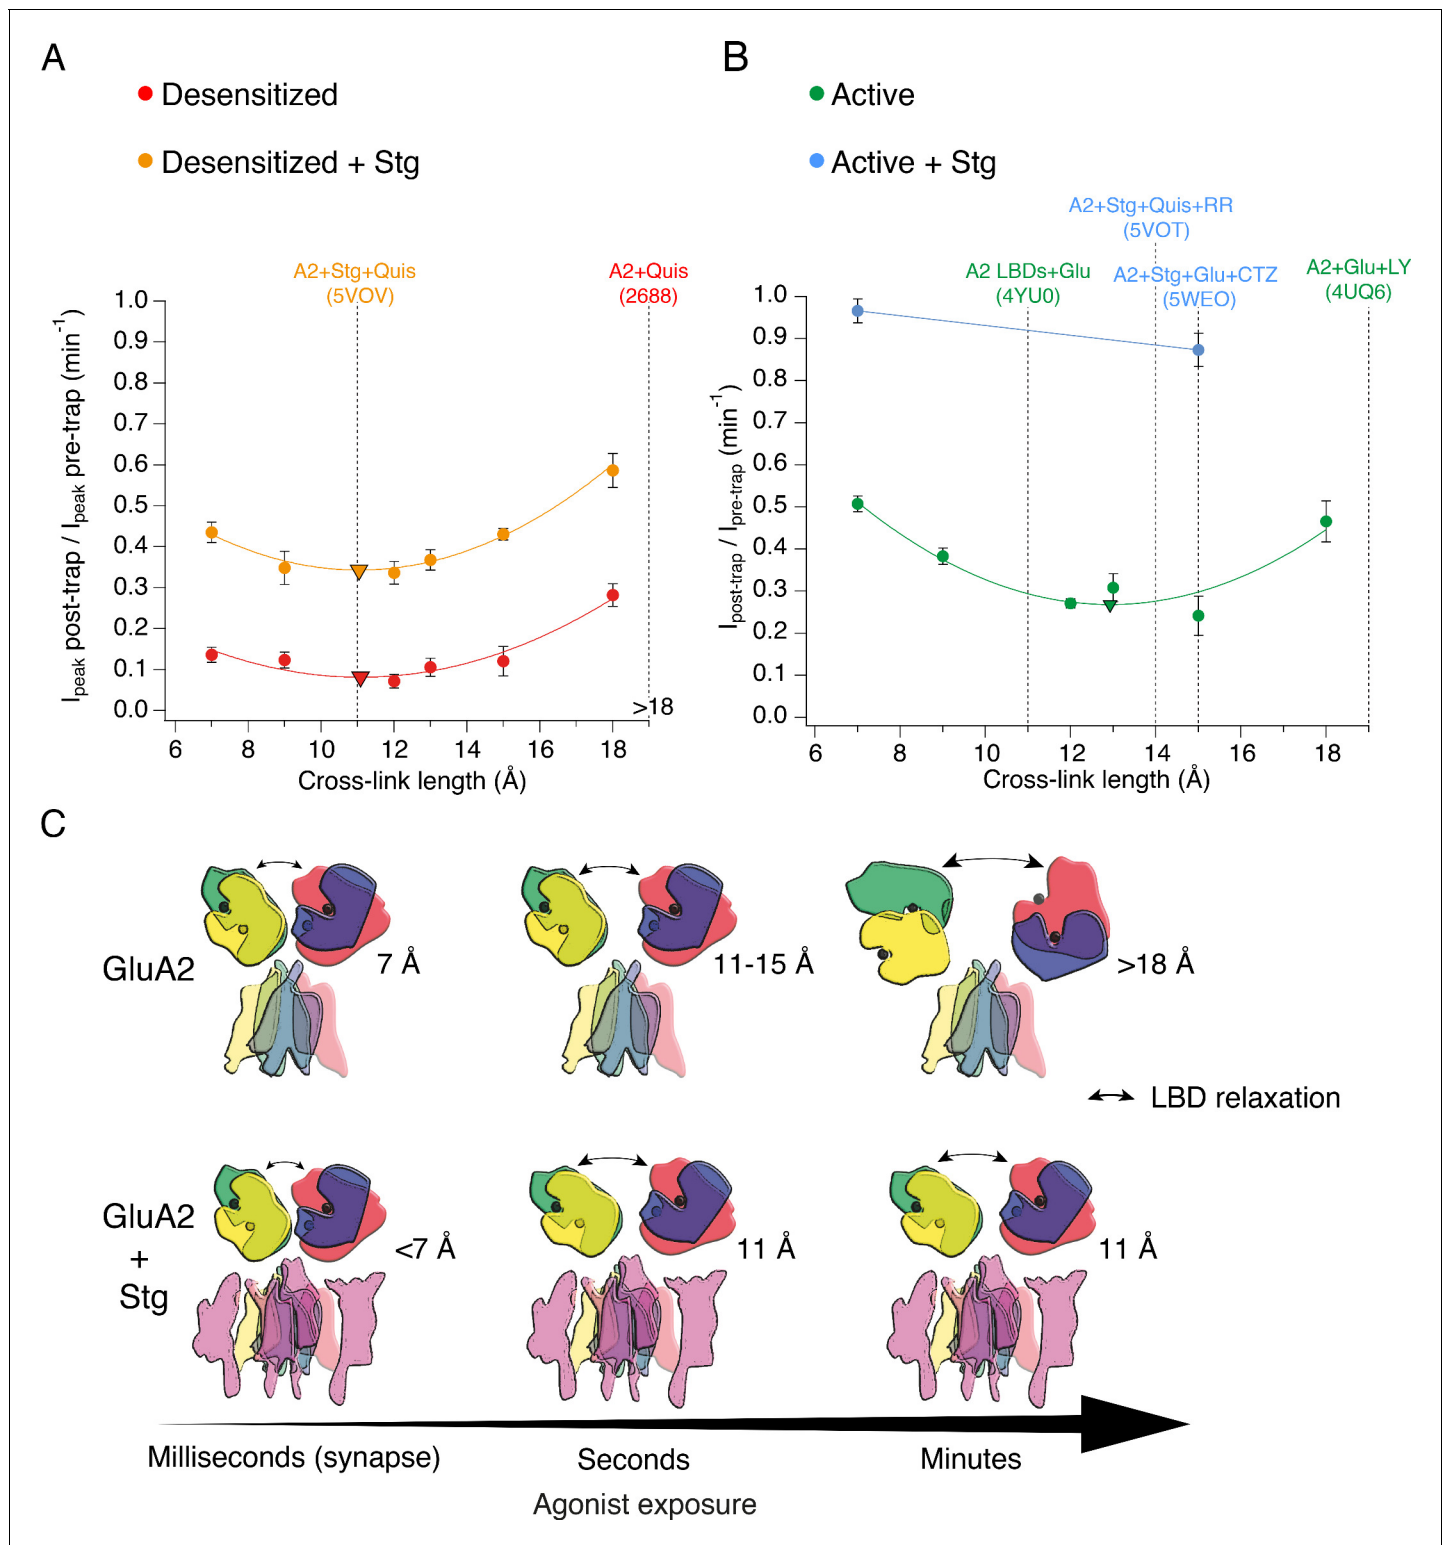 A
Desensitized
Desensitized + Stg
A2+Stg+Quis
(5VOV)
A2+Quis
(2688)
I peak post-trap / I peak pre-trap (min-1)
1.0
0.9
0.8
0.7
0.6
0.5
0.4
0.3
0.2
0.1
0.0
>18
6 8 10 12 14 16 18
Cross-link length (Å)
B
Active
Active + Stg
A2+Stg+Quis+RR
(5VOT)
A2 LBDs+Glu
(4YU0)
A2+Stg+Glu+CTZ
(5WEO)
A2+Glu+LY
(4UQ6)
I post-trap / I pre-trap (min-1)
1.0
0.9
0.8
0.7
0.6
0.5
0.4
0.3
0.2
0.1
0.0
6 8 10 12 14 16 18
Cross-link length (Å)
C
GluA2
7 Å
11-15 Å
>18 Å
LBD relaxation
GluA2
+
Stg
<7 Å
11 Å
11 Å
Milliseconds (synapse)
Seconds
Minutes
Agonist exposure